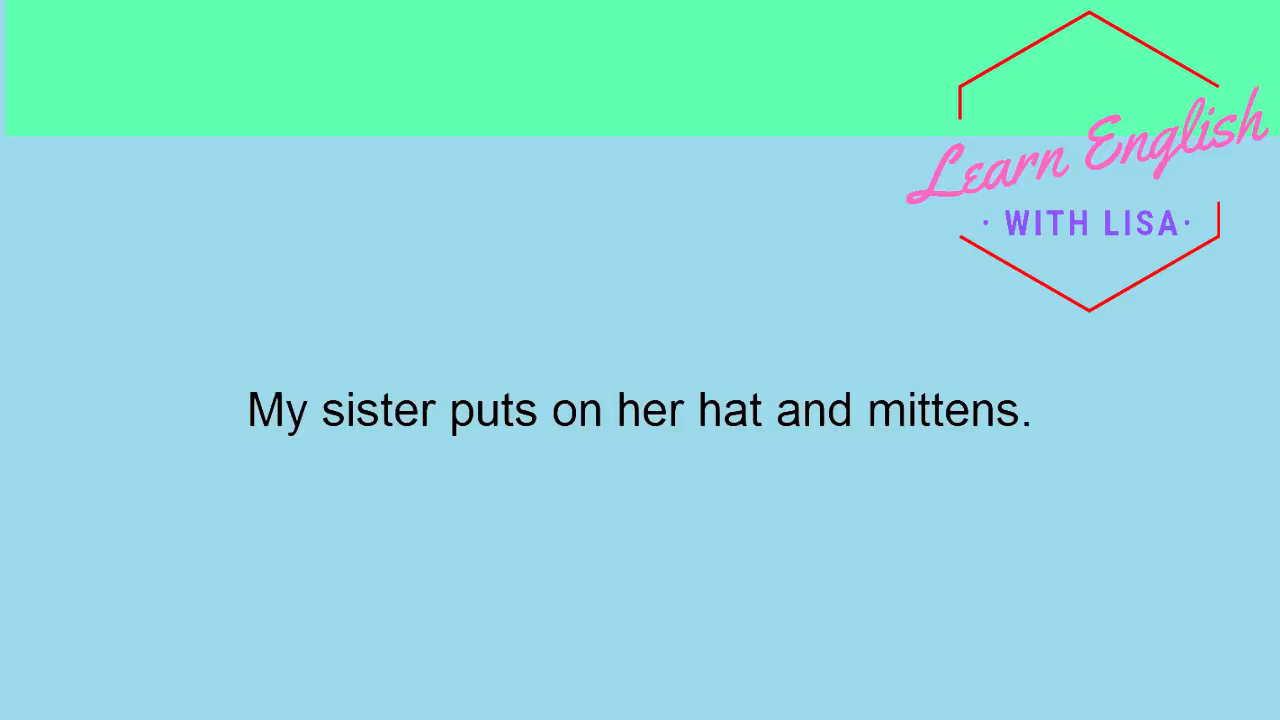 Learn English
· WITH LISA·
My sister puts on her hat and mittens.